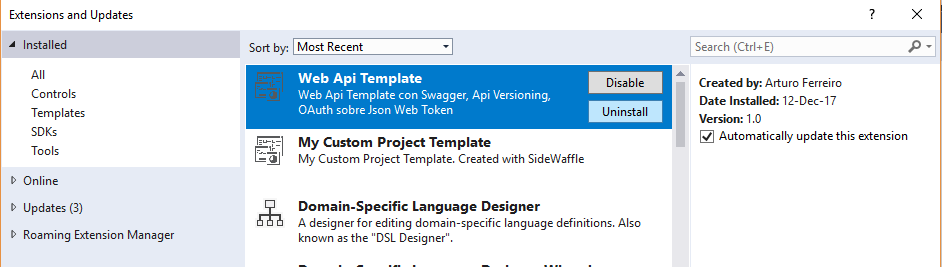 Extensions and Updates
Installed
Sort by: Most Recent
Search (Ctrl+E)
All
Controls
Templates
SDKs
Tools
Online
Updates (3)
Roaming Extension Manager
Web Api Template
Web Api Template con Swagger, Api Versioning,
OAuth sobre Json Web Token
Disable
Uninstall
My Custom Project Template
My Custom Project Template. Created with SideWaffle
Domain-Specific Language Designer
A designer for editing domain-specific language definitions. Also
known as the "DSL Designer".
Created by: Arturo Ferreiro
Date Installed: 12-Dec-17
Version: 1.0
Automatically update this extension